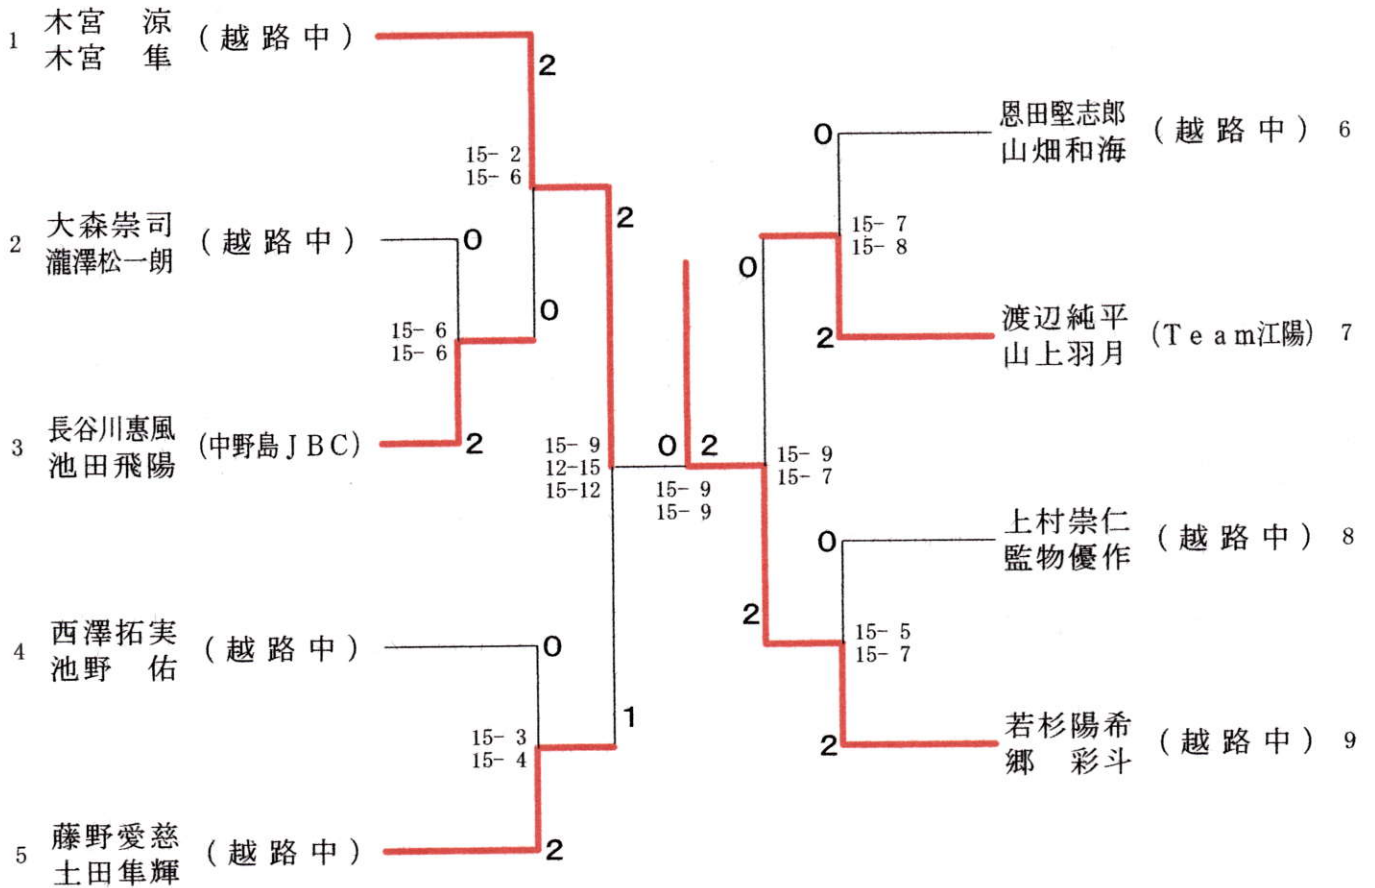 1
木宮 涼
木宮 隼
(越路中)
2
15- 2
15- 6
2
大森崇司
瀧澤松一朗
(越路中)
0
2
0
15- 6
15- 6
3
長谷川惠風
池田飛陽
(中野島JBC)
2
15- 9
12-15
15-12
0
2
15- 9
15- 9
4
西澤拓実
池野 佑
(越路中)
0
1
15- 3
15- 4
5
藤野愛慈
土田隼輝
(越路中)
2
0
恩田堅志郎
山畑和海
(越路中)
6
15- 7
15- 8
0
2
渡辺純平
山上羽月
(Team江陽)
7
15- 9
15- 7
0
上村崇仁
監物優作
(越路中)
8
2
15- 5
15- 7
2
若杉陽希
郷 彩斗
(越路中)
9